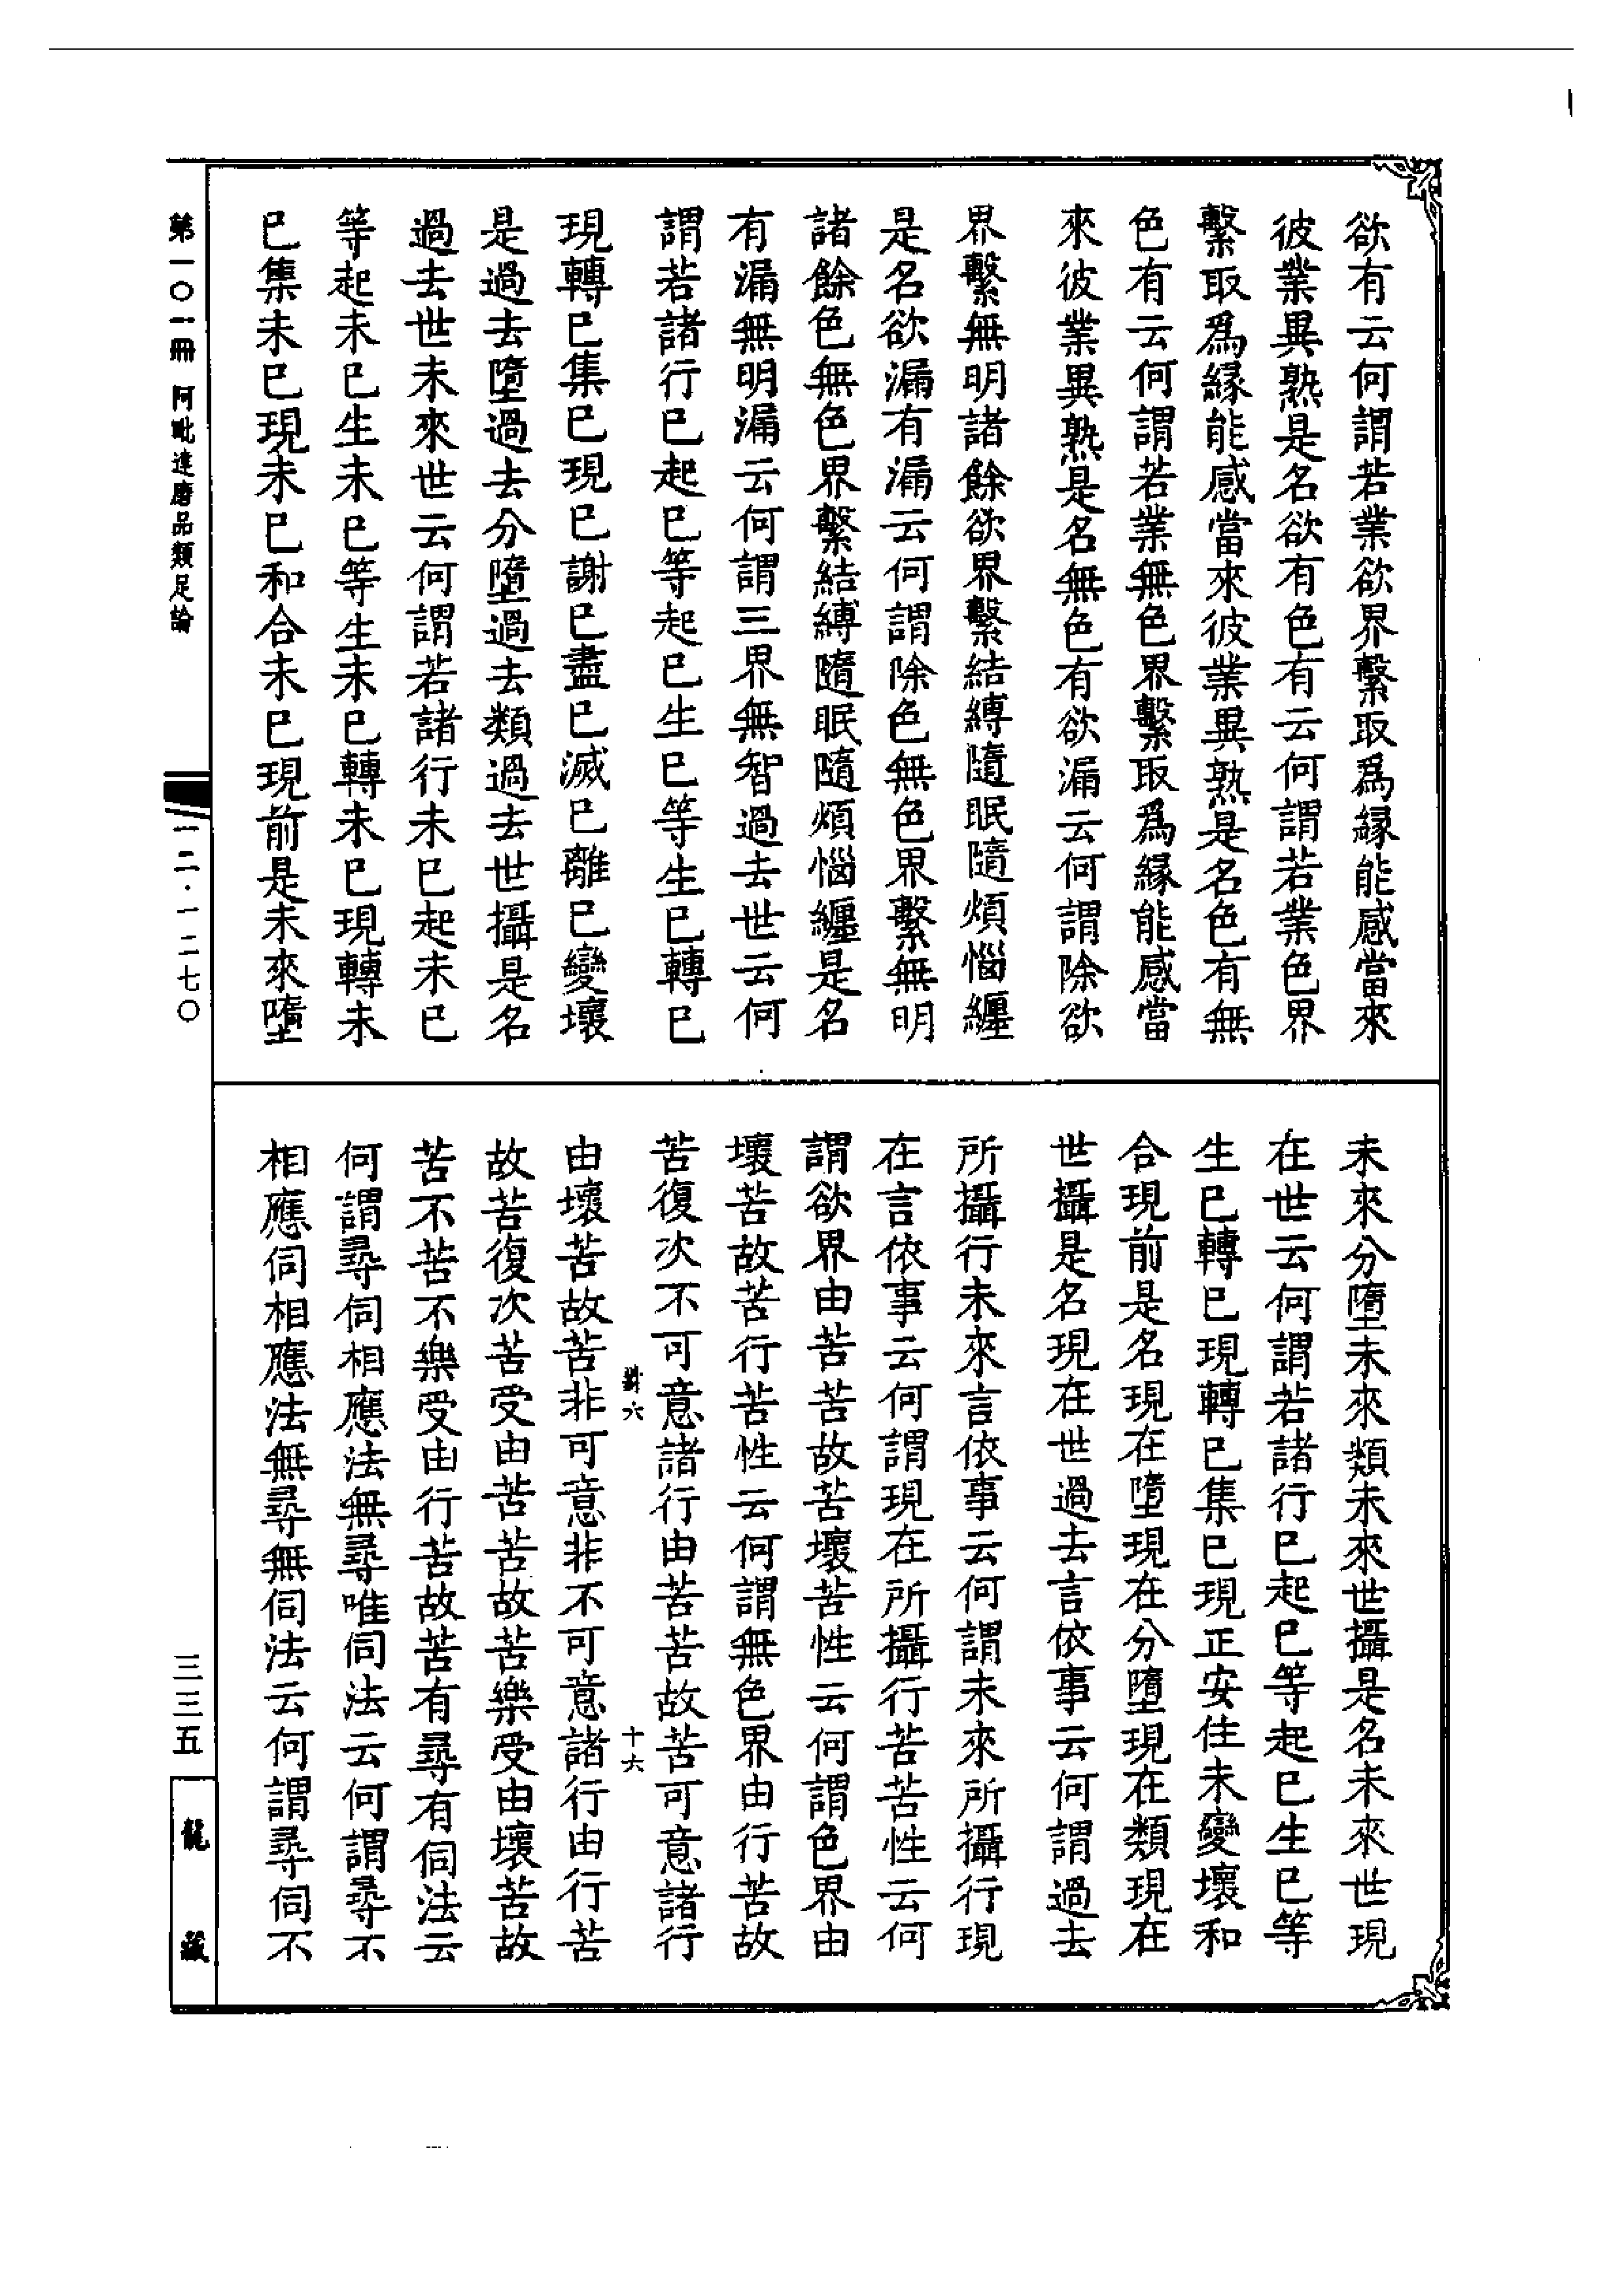 欲有云何謂若業欲界繫取爲緣能感當來
彼業異熟是名欲有色有云何謂若業色界
繫取爲緣能感當來彼業異熟是名色有無
色有云何謂若業無色界繫取爲緣能感當
來彼業異熟是名無色有欲漏云何謂除欲
界繫無明諸餘欲界繫結縛隨眠隨煩惱纏
是名欲漏有漏云何謂除色無色界繫無明
諸餘色無色界繫結縛隨眠隨煩惱纏是名
有漏無明漏云何謂三界無智過去世云何
謂若諸行已起已等起已生已等生已轉已
現轉已集已現已謝已盡已滅已離已變壞
是過去墮過去分墮過去類過去世攝是名
過去世未來世云何謂若諸行未已起未已
等起未已生未已等生未已轉未已現轉未
已集未已現未已和合未已現前是未來墮
未來分墮未來類未來世攝是名未來世現
在世云何謂若諸行已起已等起已生已等
生已轉已現轉已集已現正安住未變壞和
合現前是名現在墮現在分墮現在類現在
世攝是名現在世過去言依事云何謂過去
所攝行未來言依事云何謂未來所攝行現
在言依事云何謂現在所攝行苦苦性云何
謂欲界由苦苦故苦壞苦性云何謂色界由
壞苦故苦行苦性云何謂無色界由行苦故
苦復次不可意諸行由苦苦故苦可意諸行
由壞苦故苦非可意非不可意諸行由行苦
故苦復次苦受由苦苦故苦樂受由壞苦故
苦不苦不樂受由行苦故苦有尋有伺法云
何謂尋伺相應法無尋唯伺法云何謂尋不
相應伺相應法無尋無伺法云何謂尋伺不
六
十六
第一〇一冊 阿毗達磨品類足論
一二·一二七〇
三三五
龍藏